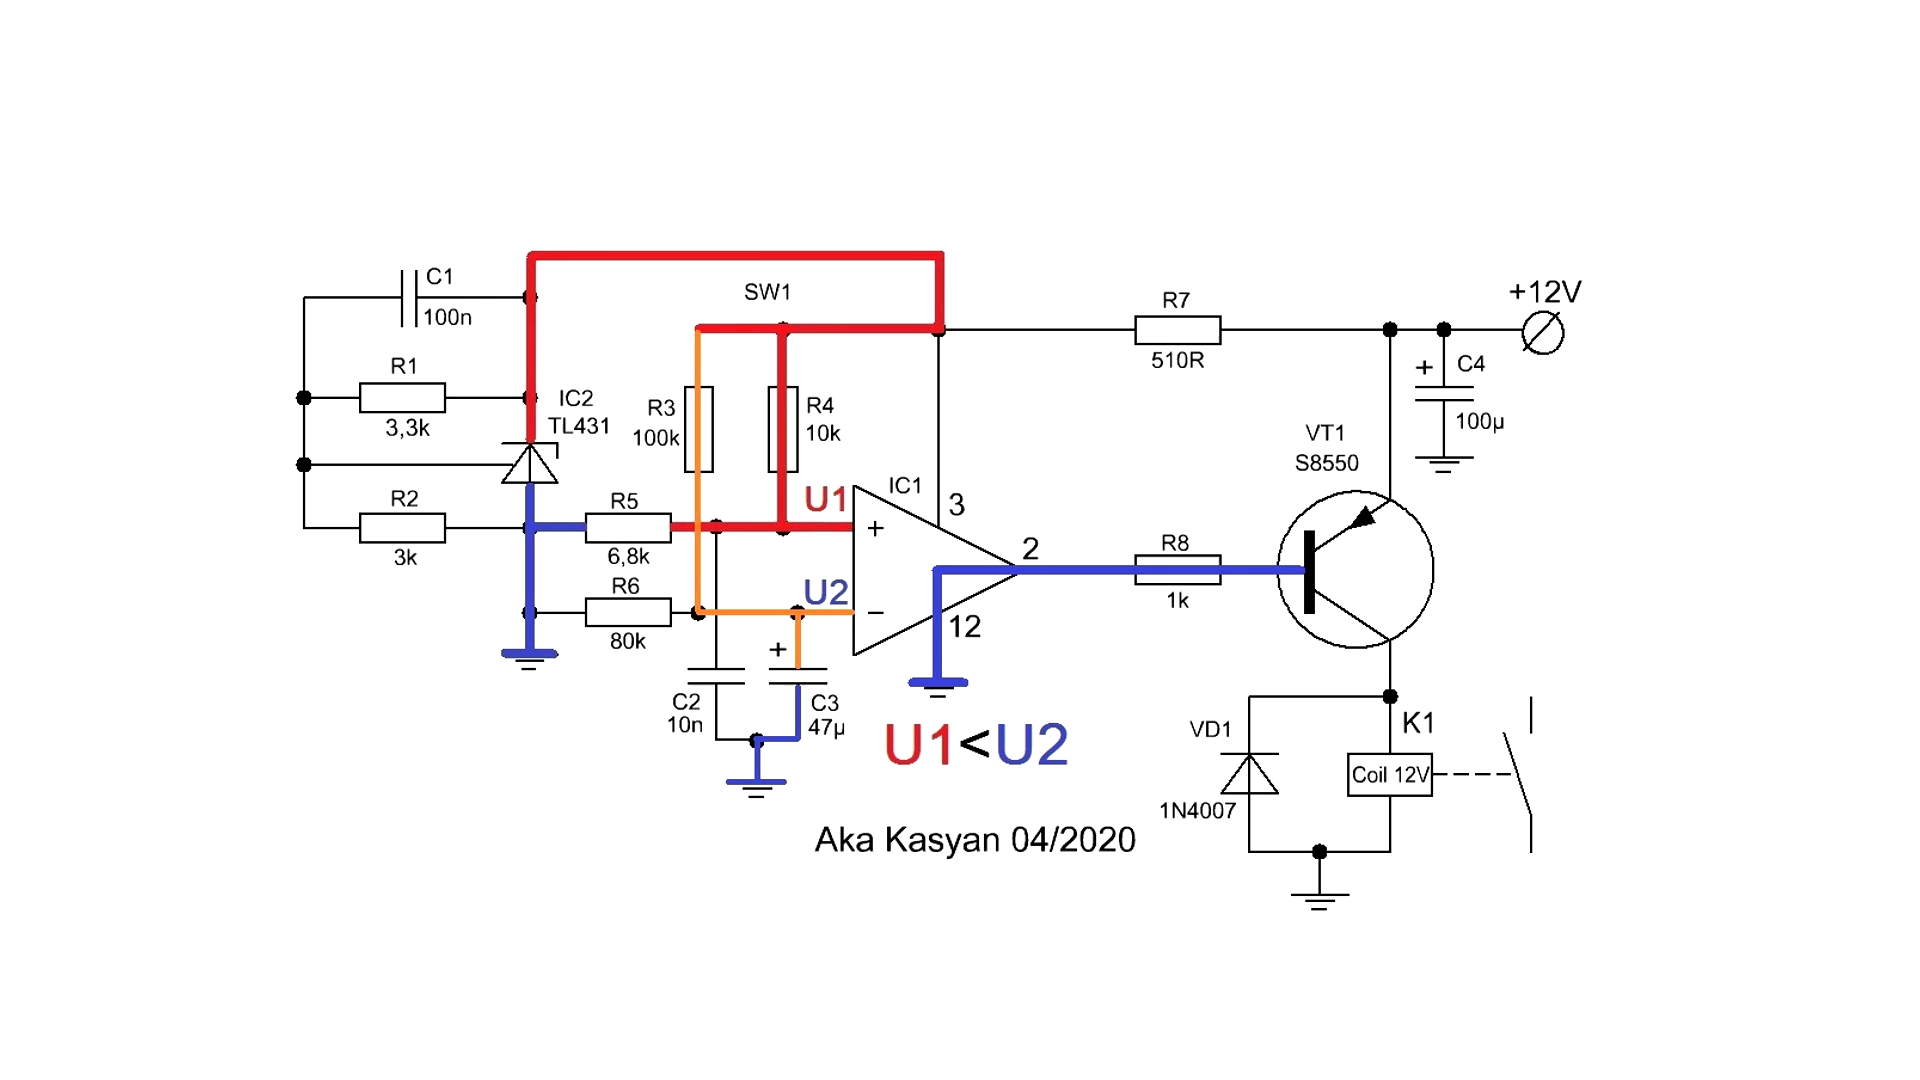 C1
100n
R1
3,3k
IC2
TL431
R2
3k
SW1
R3
100k
R4
10k
R5
6,8k
R6
80k
U1
U2
+
−
IC1
3
2
12
C2
10n
+
C3
47µ
U1<U2
Aka Kasyan 04/2020
R7
510R
+12V
+
C4
100µ
VT1
S8550
R8
1k
VD1
1N4007
K1
Coil 12V